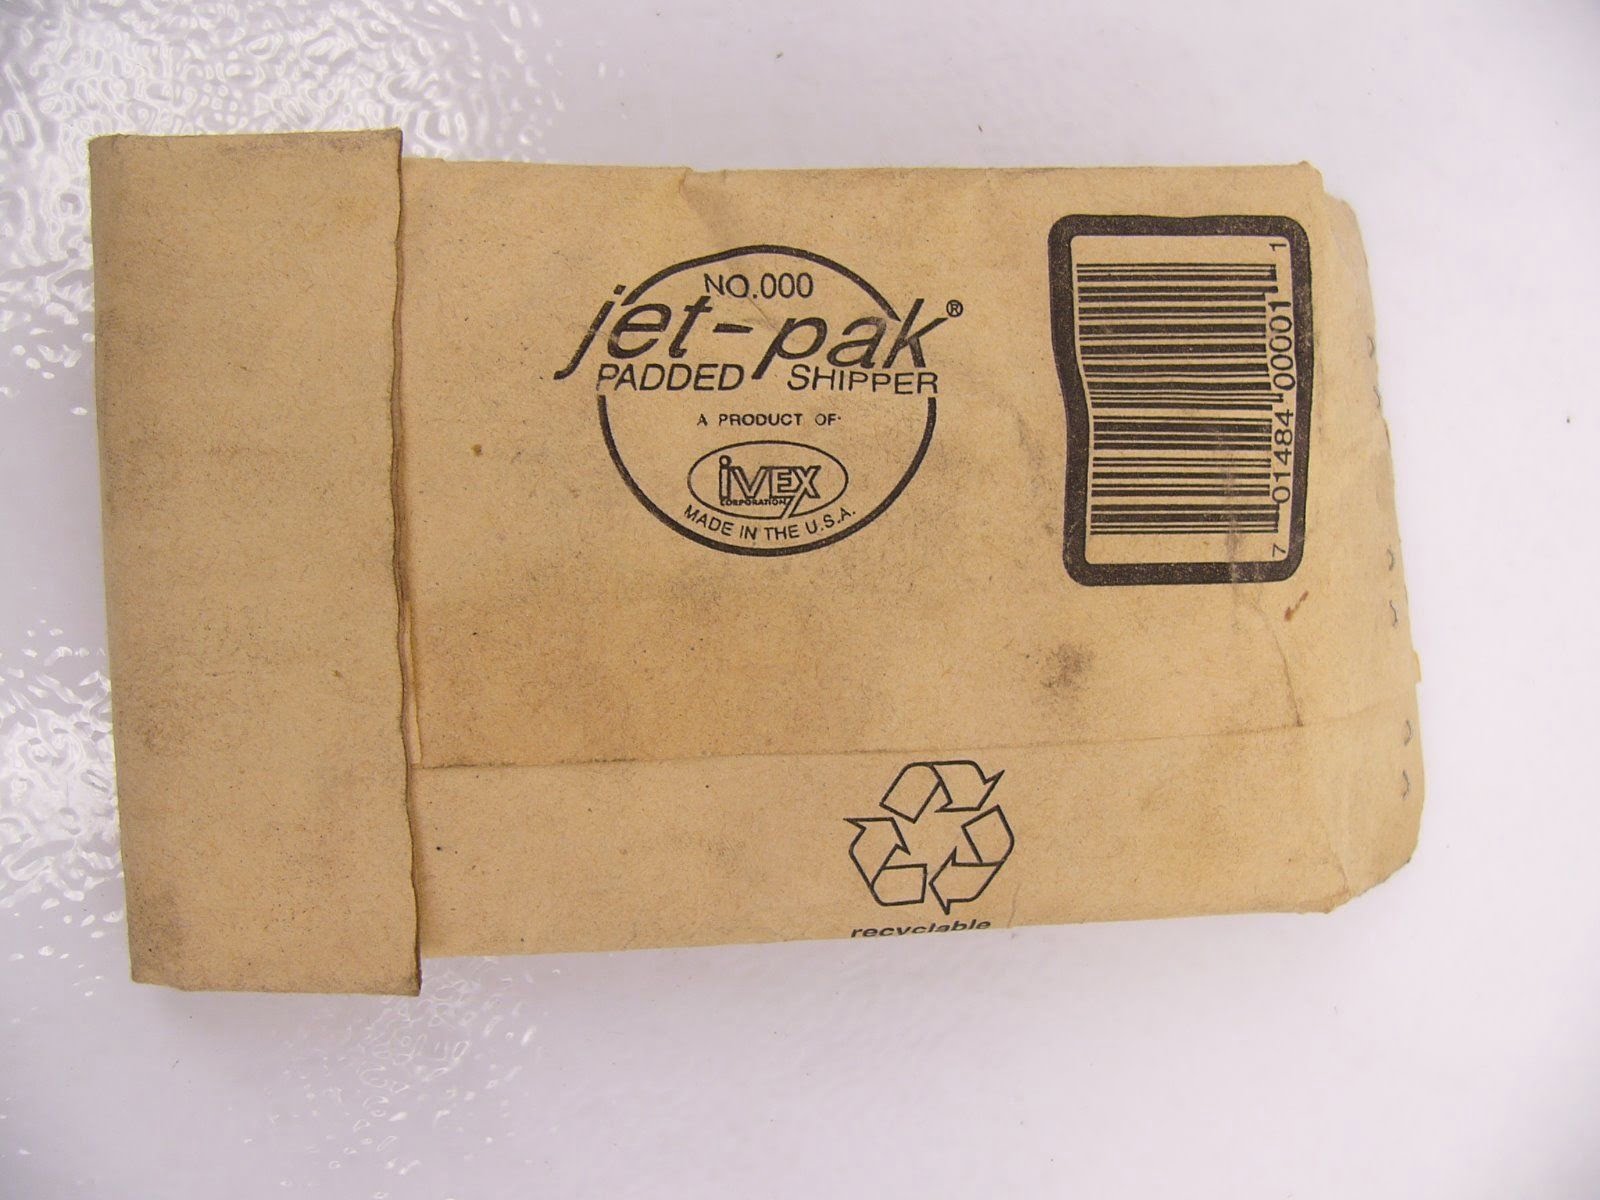 NO.000
jet-pak®
PADDED SHIPPER
A PRODUCT OF
IVEX
CORPORATION
MADE IN THE U.S.A.
7 01484 00001 1
recyclable